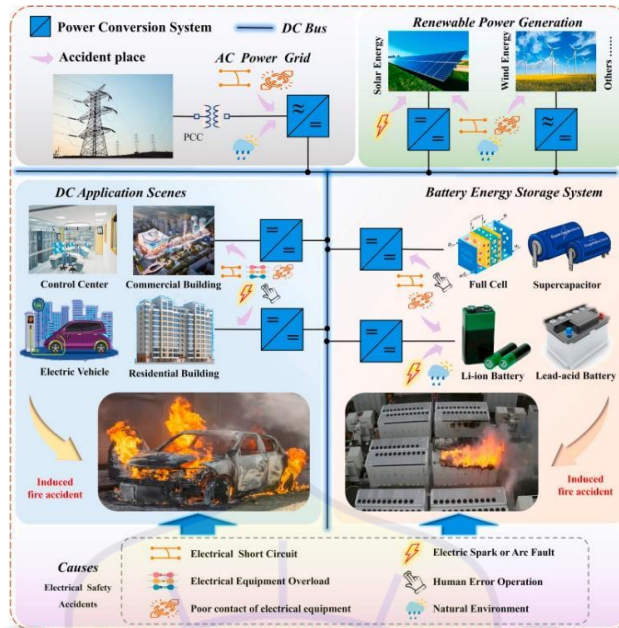 Power Conversion System
DC Bus
Accident place
AC Power Grid
PCC
Renewable Power Generation
Solar Energy
Wind Energy
Others ……
DC Application Scenes
Control Center
Commercial Building
Electric Vehicle
Residential Building
Induced
fire accident
Battery Energy Storage System
Full Cell
Supercapacitor
Li-ion Battery
Lead-acid Battery
Induced
fire accident
Causes
Electrical Safety
Accidents
Electrical Short Circuit
Electrical Equipment Overload
Poor contact of electrical equipment
Electric Spark or Arc Fault
Human Error Operation
Natural Environment